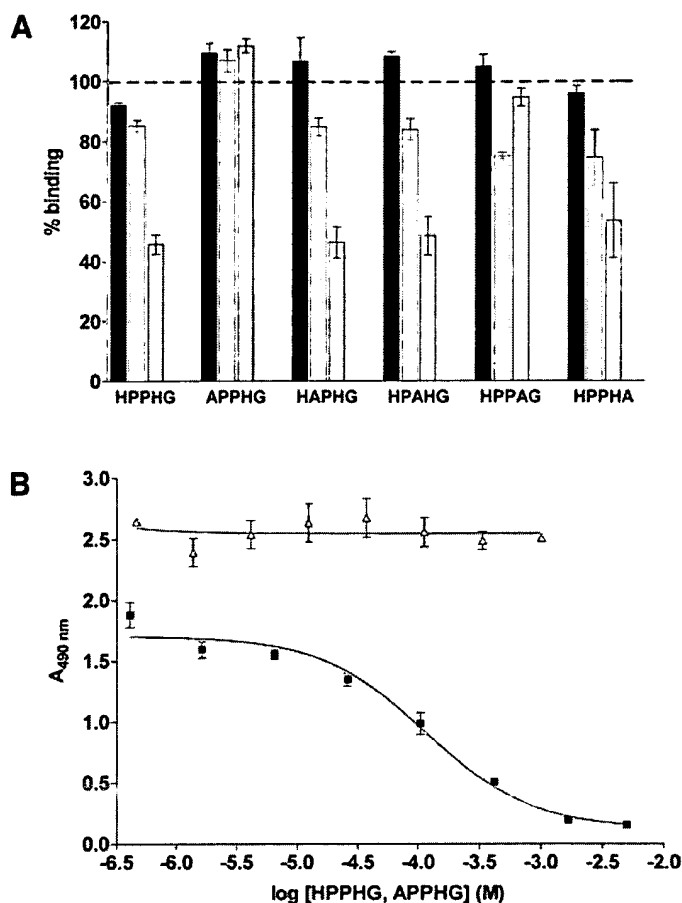 A
120
100
80
60
40
20
0
% binding
HPPHG APPHG HAPHG HPAHG HPPAG HPPHA
B
3.0
2.5
2.0
1.5
1.0
0.5
0.0
A490 nm
-6.5 -6.0 -5.5 -5.0 -4.5 -4.0 -3.5 -3.0 -2.5 -2.0
log [HPPHG, APPHG] (M)